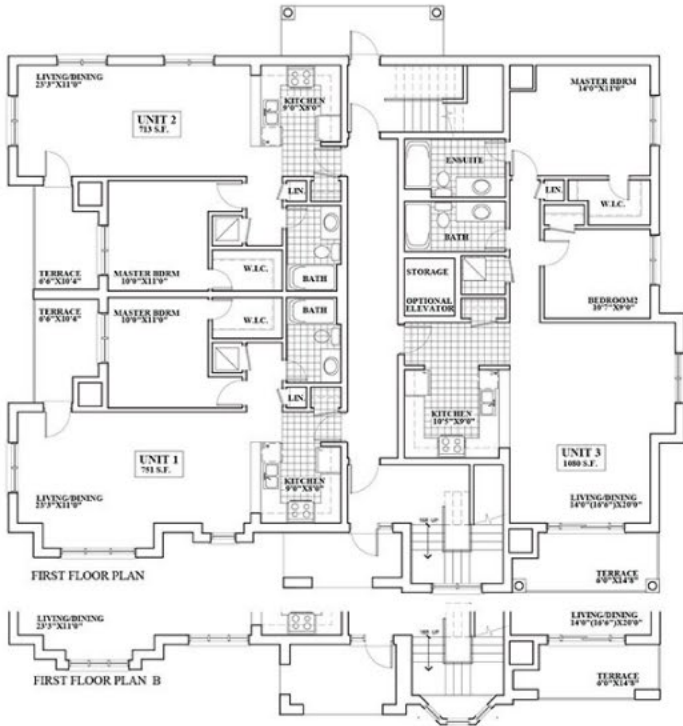 LIVING/DINING
23'3"X11'0"
UNIT 2
713 S.F.
KITCHEN
9'0"X8'0"
MASTER BDRM
14'0"X11'0"
ENSUITE
LIN.
LIN.
W.I.C.
BATH
TERRACE
6'6"X10'4"
MASTER BDRM
10'0"X11'0"
W.I.C.
BATH
STORAGE
OPTIONAL
ELEVATOR
BEDROOM2
10'7"X9'0"
TERRACE
6'6"X10'4"
MASTER BDRM
10'0"X11'0"
W.I.C.
BATH
LIN.
KITCHEN
10'5"X9'0"
UNIT 1
751 S.F.
UNIT 3
1080 S.F.
LIVING/DINING
23'3"X11'0"
KITCHEN
9'0"X8'0"
LIVING/DINING
14'0"(16'6")X20'0"
UP
FIRST FLOOR PLAN
TERRACE
6'0"X14'8"
LIVING/DINING
23'3"X11'0"
LIVING/DINING
14'0"(16'6")X20'0"
UP
FIRST FLOOR PLAN B
TERRACE
6'0"X14'8"